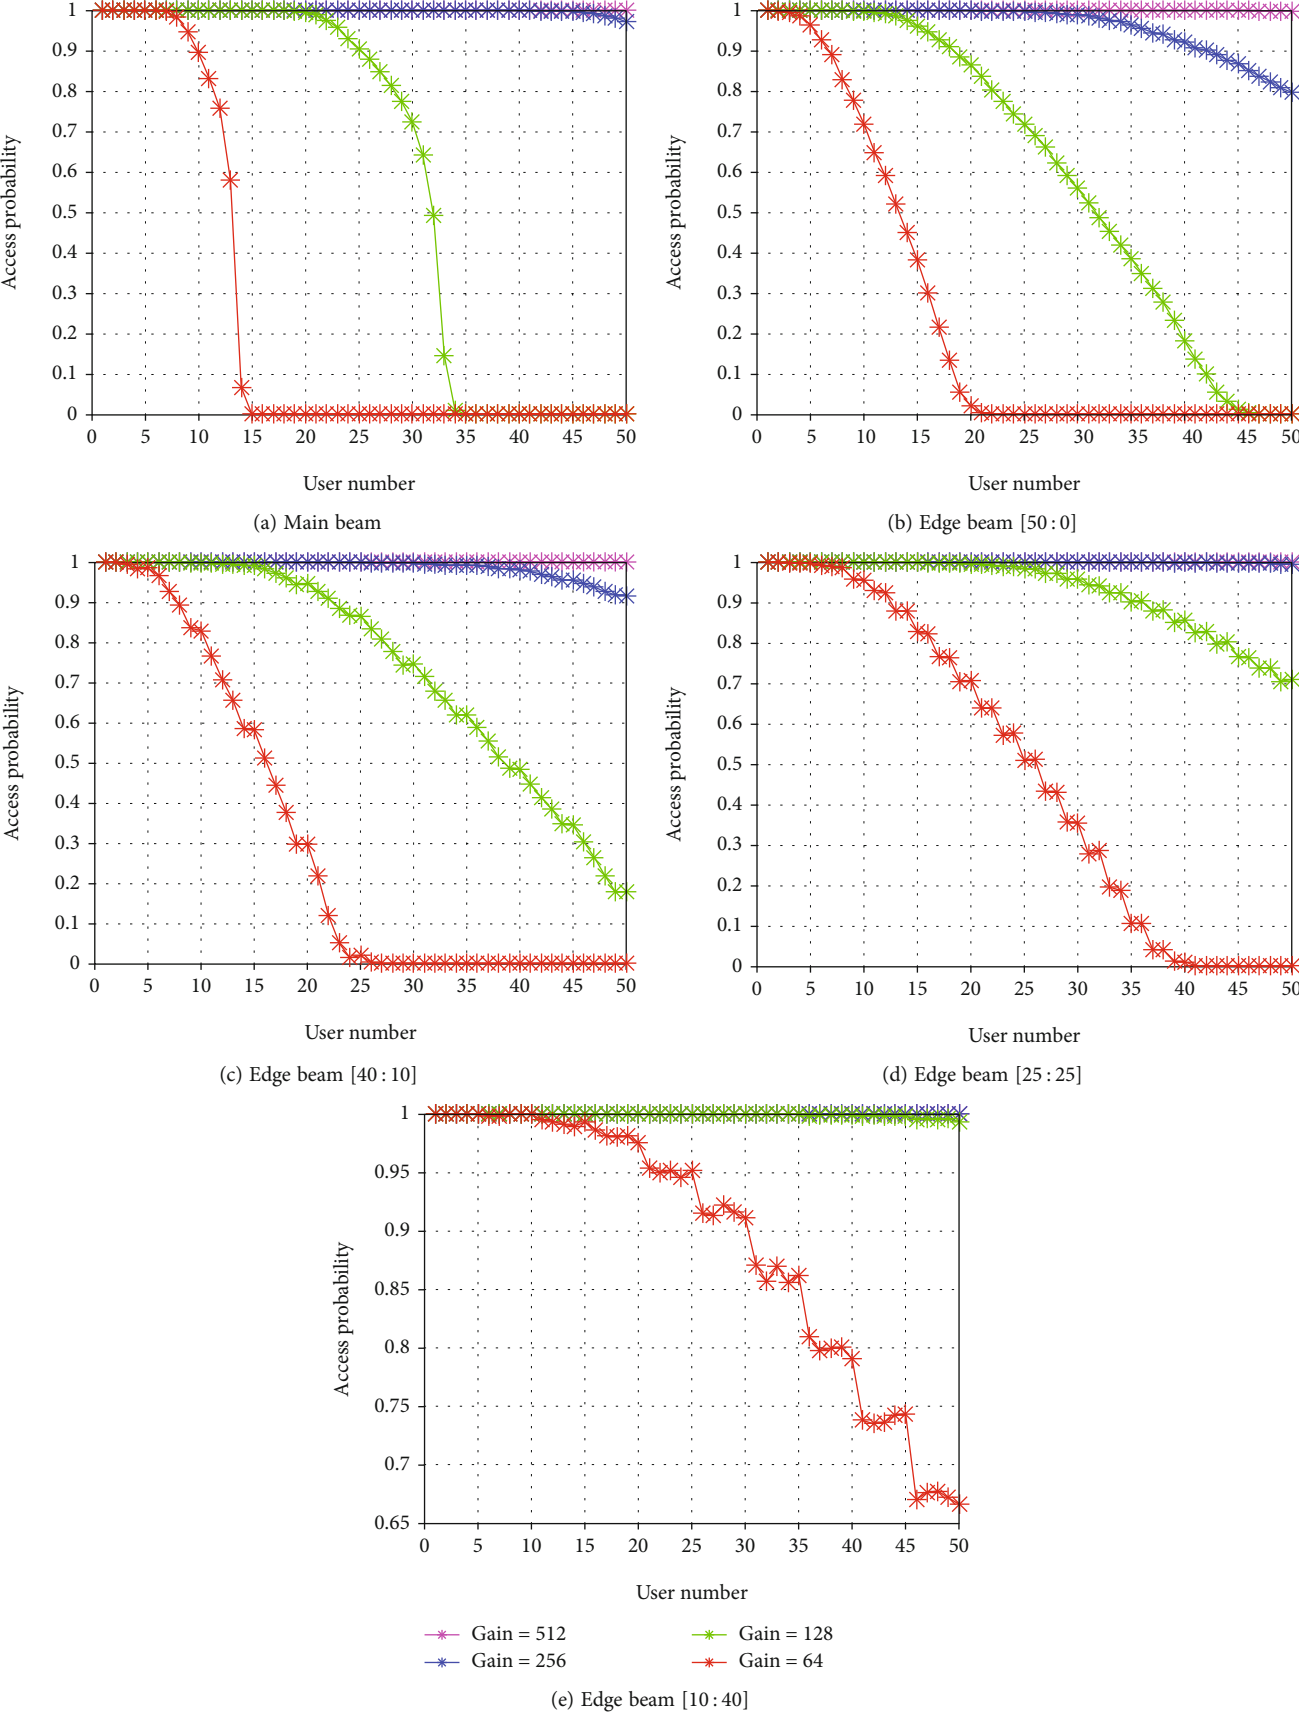 1
0.9
0.8
0.7
0.6
0.5
0.4
0.3
0.2
0.1
0
Access probability
0 5 10 15 20 25 30 35 40 45 50
User number
(a) Main beam
1
0.9
0.8
0.7
0.6
0.5
0.4
0.3
0.2
0.1
0
Access probability
0 5 10 15 20 25 30 35 40 45 50
User number
(b) Edge beam [50 : 0]
1
0.9
0.8
0.7
0.6
0.5
0.4
0.3
0.2
0.1
0
Access probability
0 5 10 15 20 25 30 35 40 45 50
User number
(c) Edge beam [40 : 10]
1
0.9
0.8
0.7
0.6
0.5
0.4
0.3
0.2
0.1
0
Access probability
0 5 10 15 20 25 30 35 40 45 50
User number
(d) Edge beam [25 : 25]
1
0.95
0.9
0.85
0.8
0.75
0.7
0.65
Access probability
0 5 10 15 20 25 30 35 40 45 50
User number
Gain = 512
Gain = 256
Gain = 128
Gain = 64
(e) Edge beam [10 : 40]